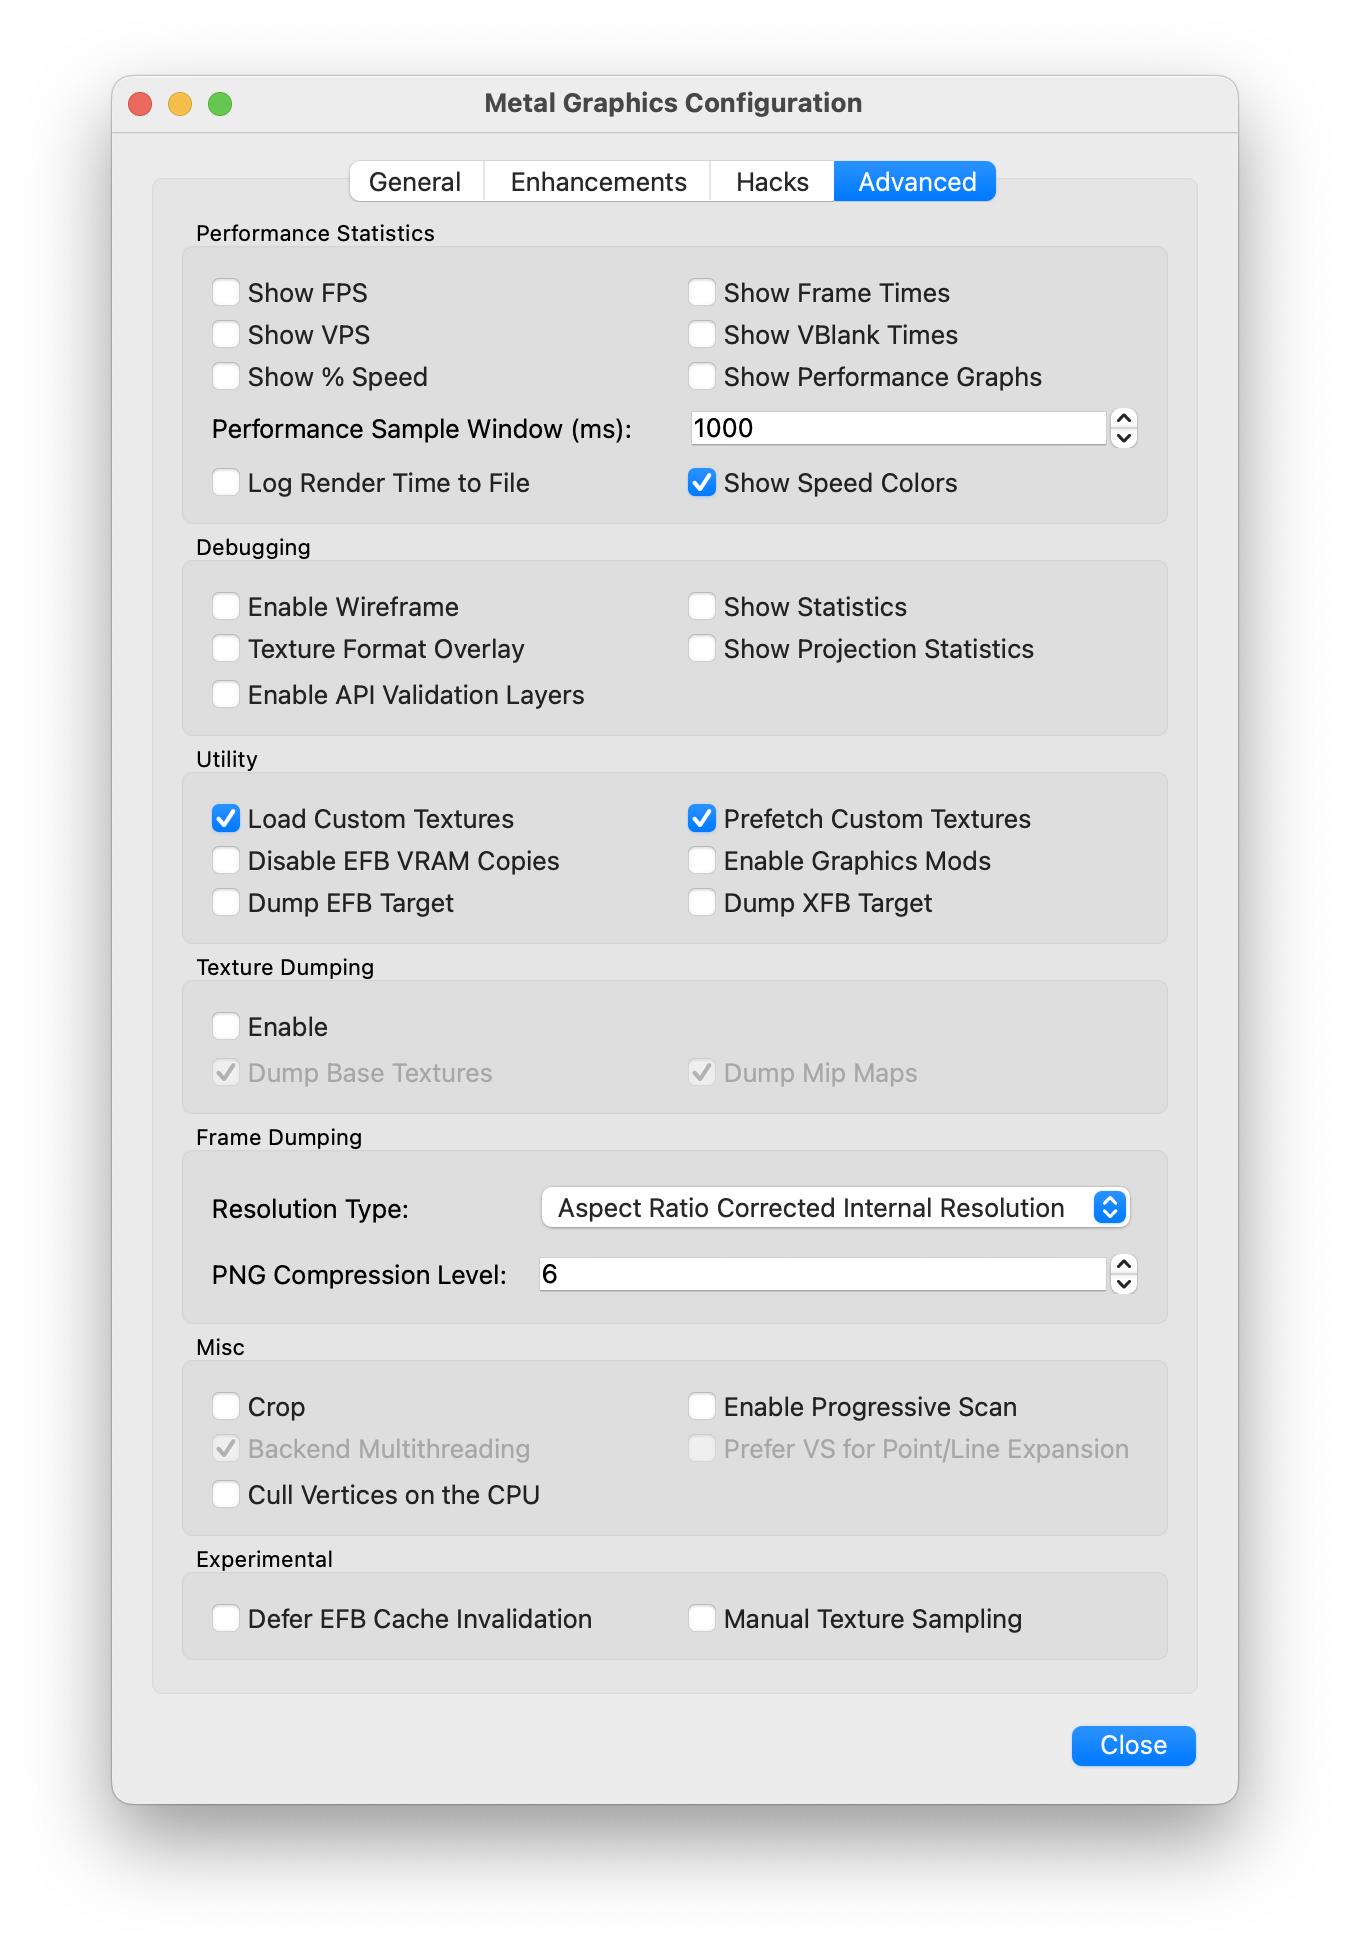 Metal Graphics Configuration
General Enhancements Hacks Advanced
Performance Statistics
Show FPS Show Frame Times
Show VPS Show VBlank Times
Show % Speed Show Performance Graphs
Performance Sample Window (ms): 1000
Log Render Time to File Show Speed Colors
Debugging
Enable Wireframe Show Statistics
Texture Format Overlay Show Projection Statistics
Enable API Validation Layers
Utility
Load Custom Textures Prefetch Custom Textures
Disable EFB VRAM Copies Enable Graphics Mods
Dump EFB Target Dump XFB Target
Texture Dumping
Enable
Dump Base Textures Dump Mip Maps
Frame Dumping
Resolution Type: Aspect Ratio Corrected Internal Resolution
PNG Compression Level: 6
Misc
Crop Enable Progressive Scan
Backend Multithreading Prefer VS for Point/Line Expansion
Cull Vertices on the CPU
Experimental
Defer EFB Cache Invalidation Manual Texture Sampling
Close